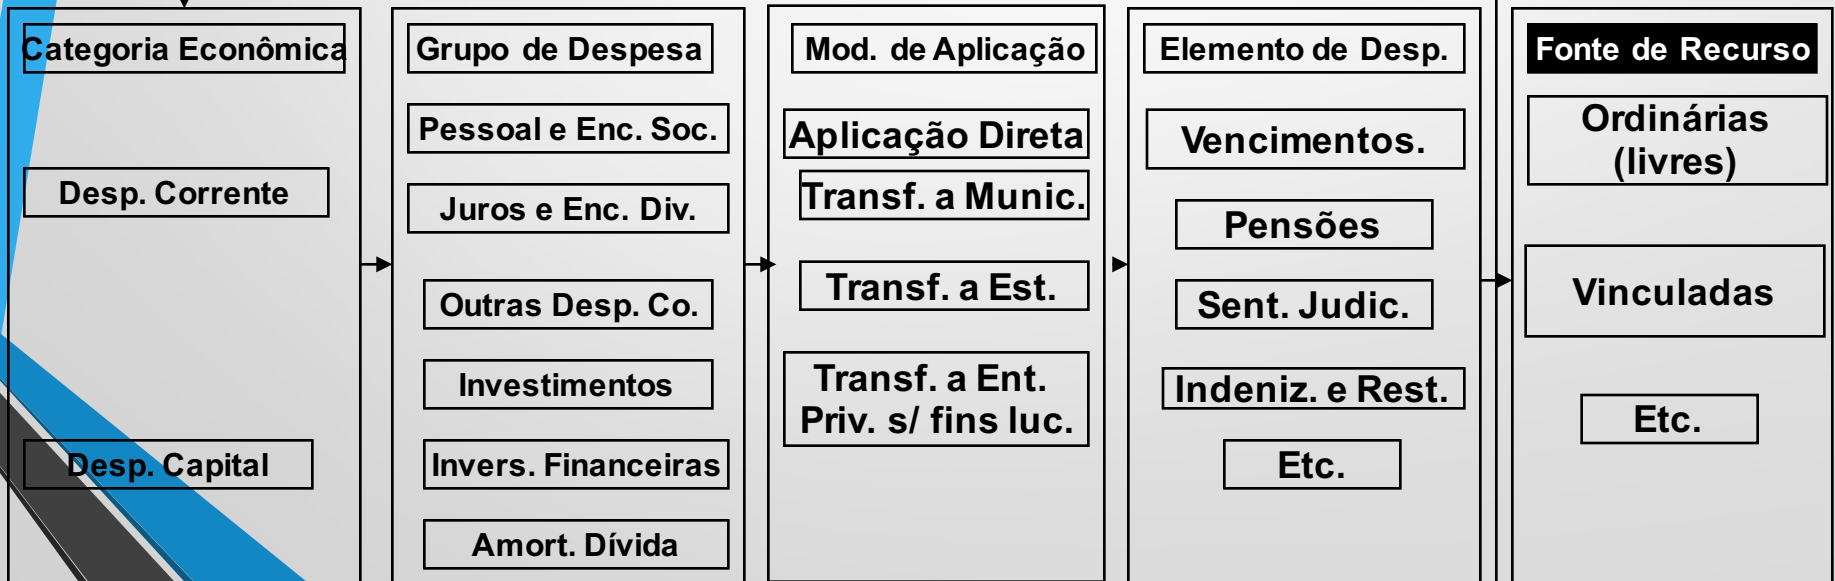 Categoria Econômica
Desp. Corrente
Desp. Capital
Grupo de Despesa
Pessoal e Enc. Soc.
Juros e Enc. Div.
Outras Desp. Co.
Investimentos
Invers. Financeiras
Amort. Dívida
Mod. de Aplicação
Aplicação Direta
Transf. a Munic.
Transf. a Est.
Transf. a Ent.
Priv. s/ fins luc.
Elemento de Desp.
Vencimentos.
Pensões
Sent. Judic.
Indeniz. e Rest.
Etc.
Fonte de Recurso
Ordinárias
(livres)
Vinculadas
Etc.